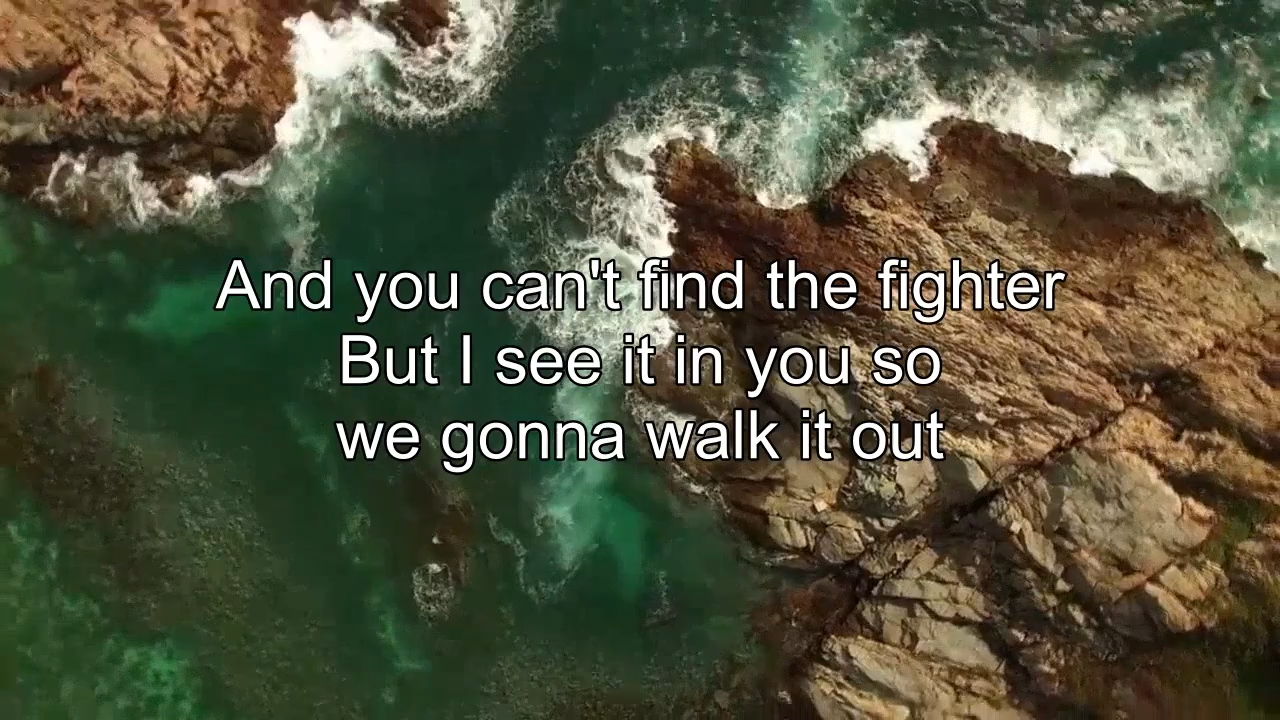 And you can't find the fighter
But I see it in you so
we gonna walk it out